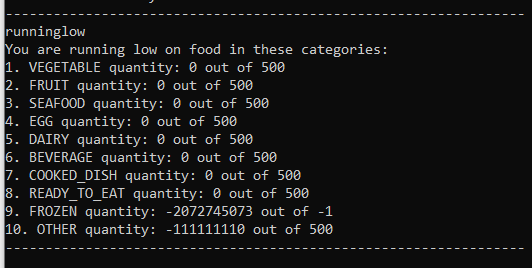 --------------------------------------------------------------------
runninglow
You are running low on food in these categories:
1. VEGETABLE quantity: 0 out of 500
2. FRUIT quantity: 0 out of 500
3. SEAFOOD quantity: 0 out of 500
4. EGG quantity: 0 out of 500
5. DAIRY quantity: 0 out of 500
6. BEVERAGE quantity: 0 out of 500
7. COOKED_DISH quantity: 0 out of 500
8. READY_TO_EAT quantity: 0 out of 500
9. FROZEN quantity: -2072745073 out of -1
10. OTHER quantity: -111111110 out of 500
--------------------------------------------------------------------